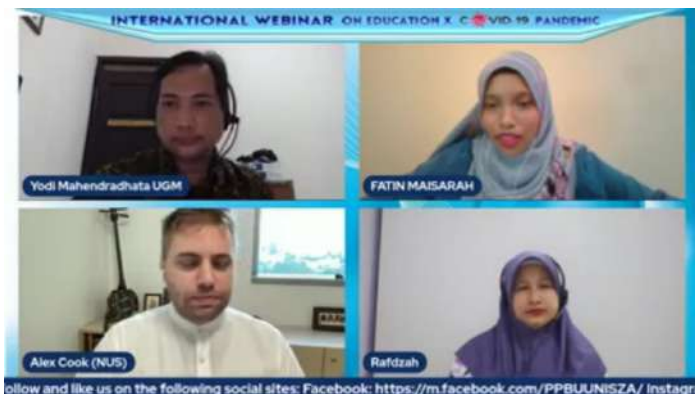 INTERNATIONAL WEBINAR ON EDUCATION X COVID-19 PANDEMIC
Yodi Mahendradhata UGM
FATIN MAISARAH
Alex Cook (NUS)
Rafdzah
ollow and like us on the following social sites: Facebook: https://m.facebook.com/PPBUUNISZA/ Instagr